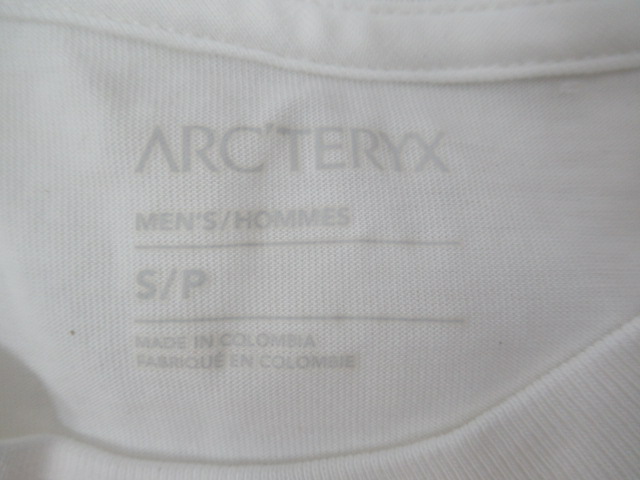 ARC'TERYX
MEN'S/HOMMES
S/P
MADE IN COLOMBIA
FABRIQUÉ EN COLOMBIE